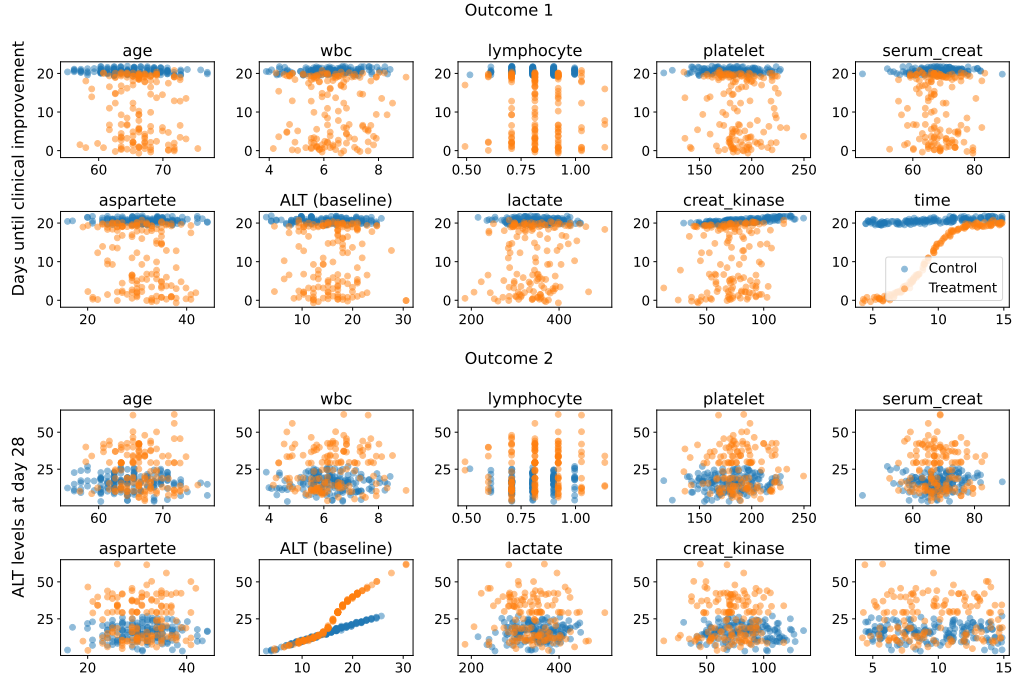 Outcome 1
Days until clinical improvement
age wbc lymphocyte platelet serum_creat
20
10
0
60 70 4 6 8 0.50 0.75 1.00 150 200 250 60 80
aspartete ALT (baseline) lactate creat_kinase time
20
10
0
Control
Treatment
20 40 10 20 30 200 400 50 100 5 10 15
Outcome 2
ALT levels at day 28
age wbc lymphocyte platelet serum_creat
50
25
60 70 4 6 8 0.50 0.75 1.00 150 200 250 60 80
aspartete ALT (baseline) lactate creat_kinase time
50
25
20 40 10 20 30 200 400 50 100 5 10 15